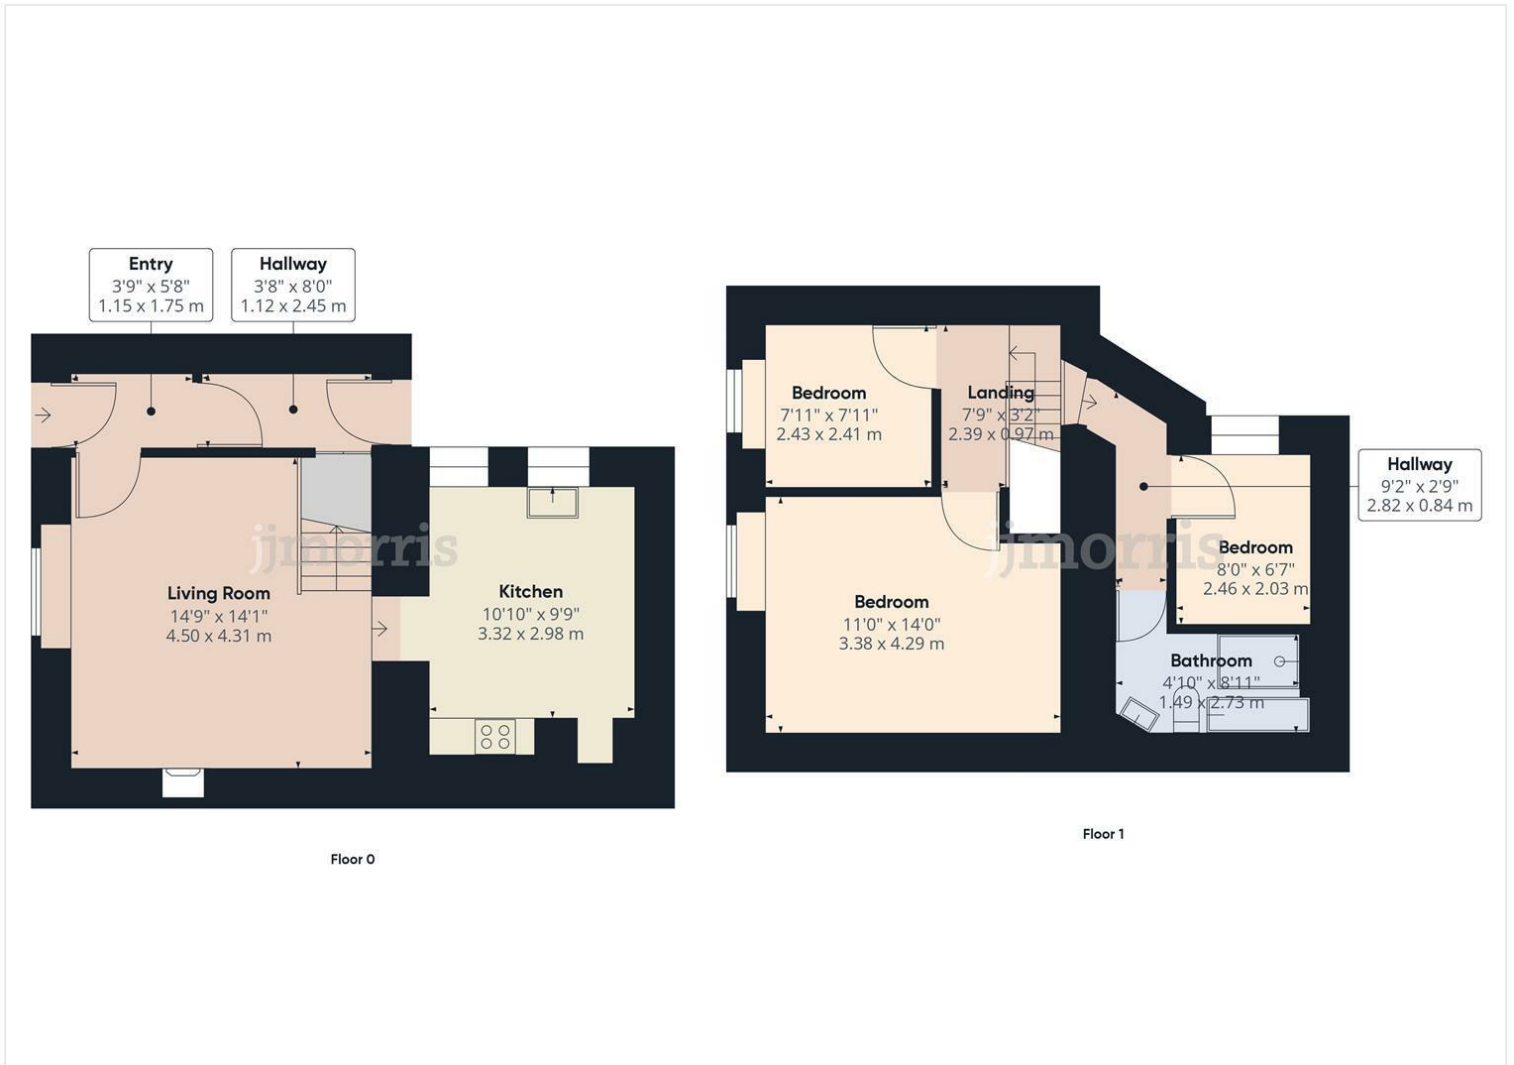 Entry
3'9" x 5'8"
1.15 x 1.75 m
Hallway
3'8" x 8'0"
1.12 x 2.45 m
Living Room
14'9" x 14'1"
4.50 x 4.31 m
Kitchen
10'10" x 9'9"
3.32 x 2.98 m
jjmorris
Floor 0
Bedroom
7'11" x 7'11"
2.43 x 2.41 m
Landing
7'9" x 3'2"
2.39 x 0.97 m
Hallway
9'2" x 2'9"
2.82 x 0.84 m
Bedroom
8'0" x 6'7"
2.46 x 2.03 m
Bedroom
11'0" x 14'0"
3.38 x 4.29 m
Bathroom
4'10" x 8'11"
1.49 x 2.73 m
jjmorris
Floor 1